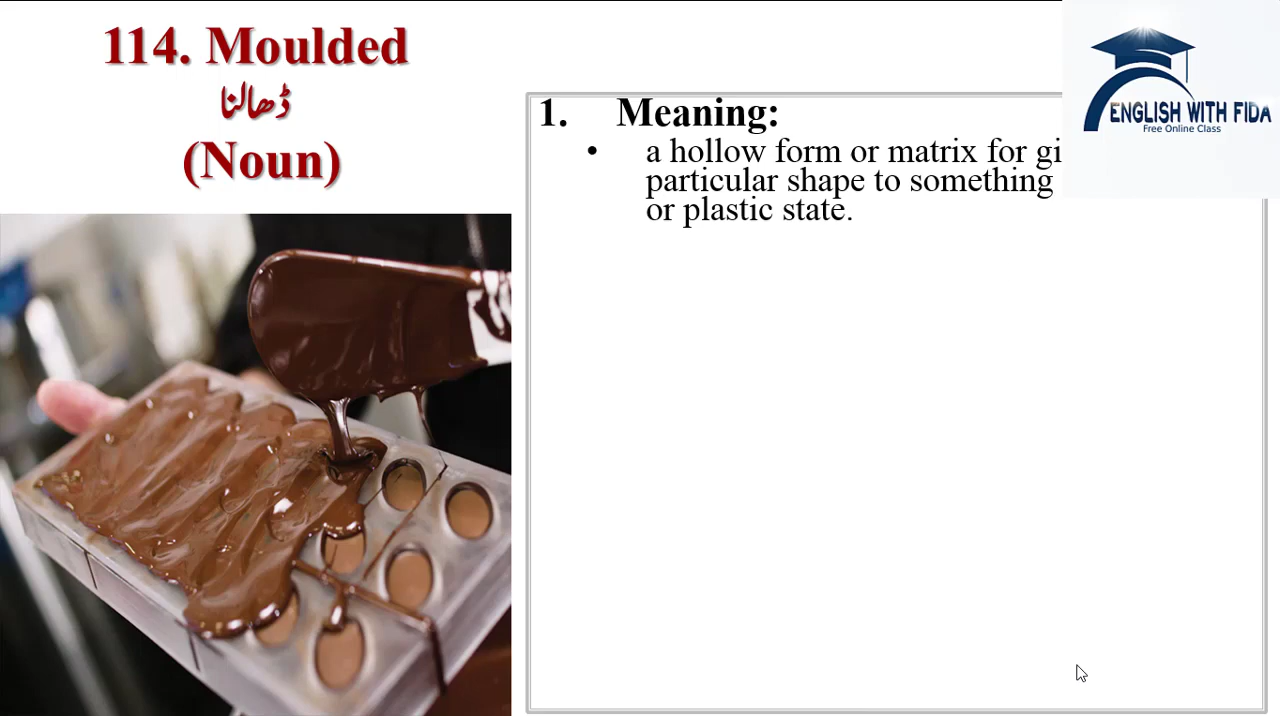 114. Moulded
ڈھالنا
(Noun)
1. Meaning:
• a hollow form or matrix for gi
particular shape to something
or plastic state.
ENGLISH WITH FIDA
Free Online Class